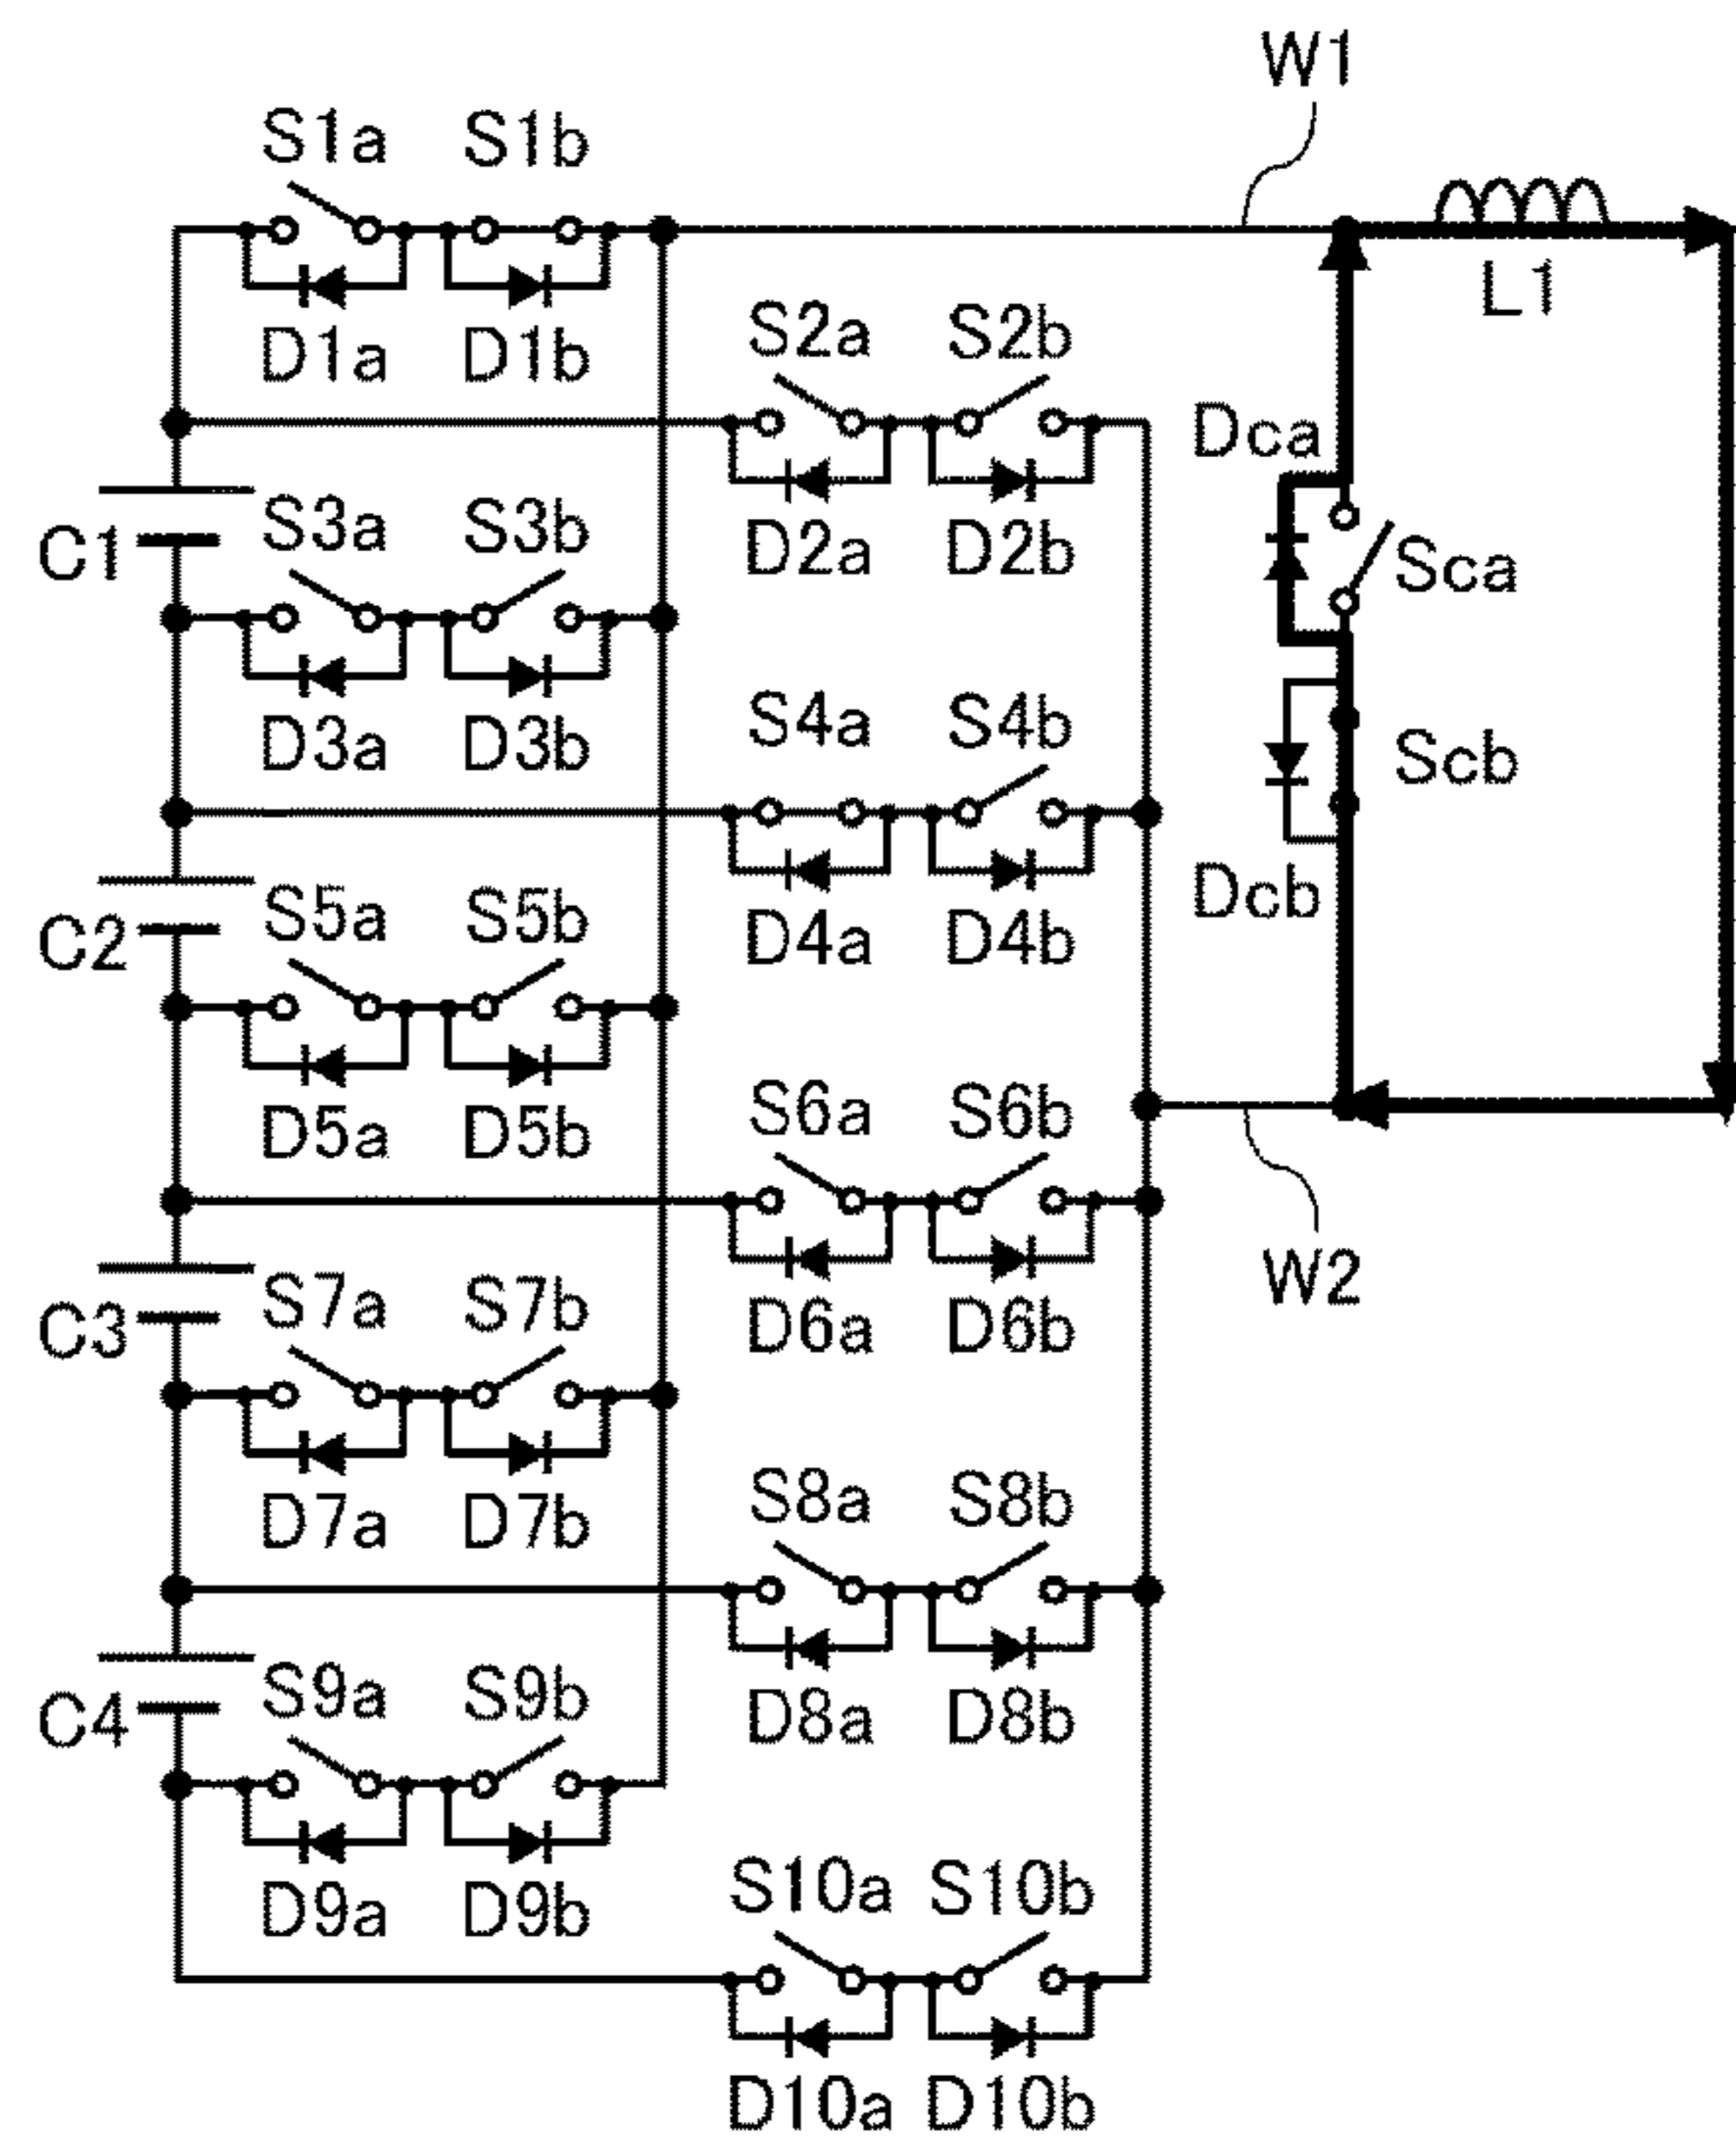 W1
S1a S1b
L1
D1a D1b
S2a S2b
Dca
C1
S3a S3b
D2a D2b
Sca
D3a D3b
S4a S4b
Scb
C2
S5a S5b
D4a D4b
Dcb
D5a D5b
S6a S6b
W2
C3
S7a S7b
D6a D6b
D7a D7b
S8a S8b
C4
S9a S9b
D8a D8b
D9a D9b
S10a S10b
D10a D10b